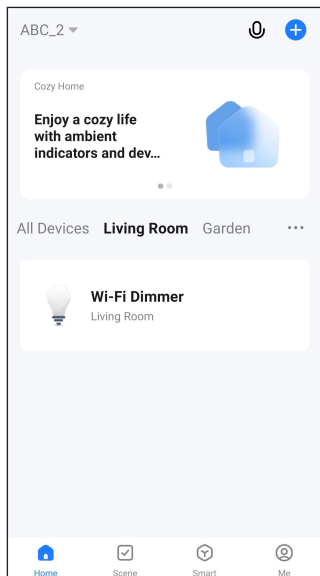 ABC_2
Cozy Home
Enjoy a cozy life
with ambient
indicators and dev...
All Devices Living Room Garden
Wi-Fi Dimmer
Living Room
Home Scene Smart Me